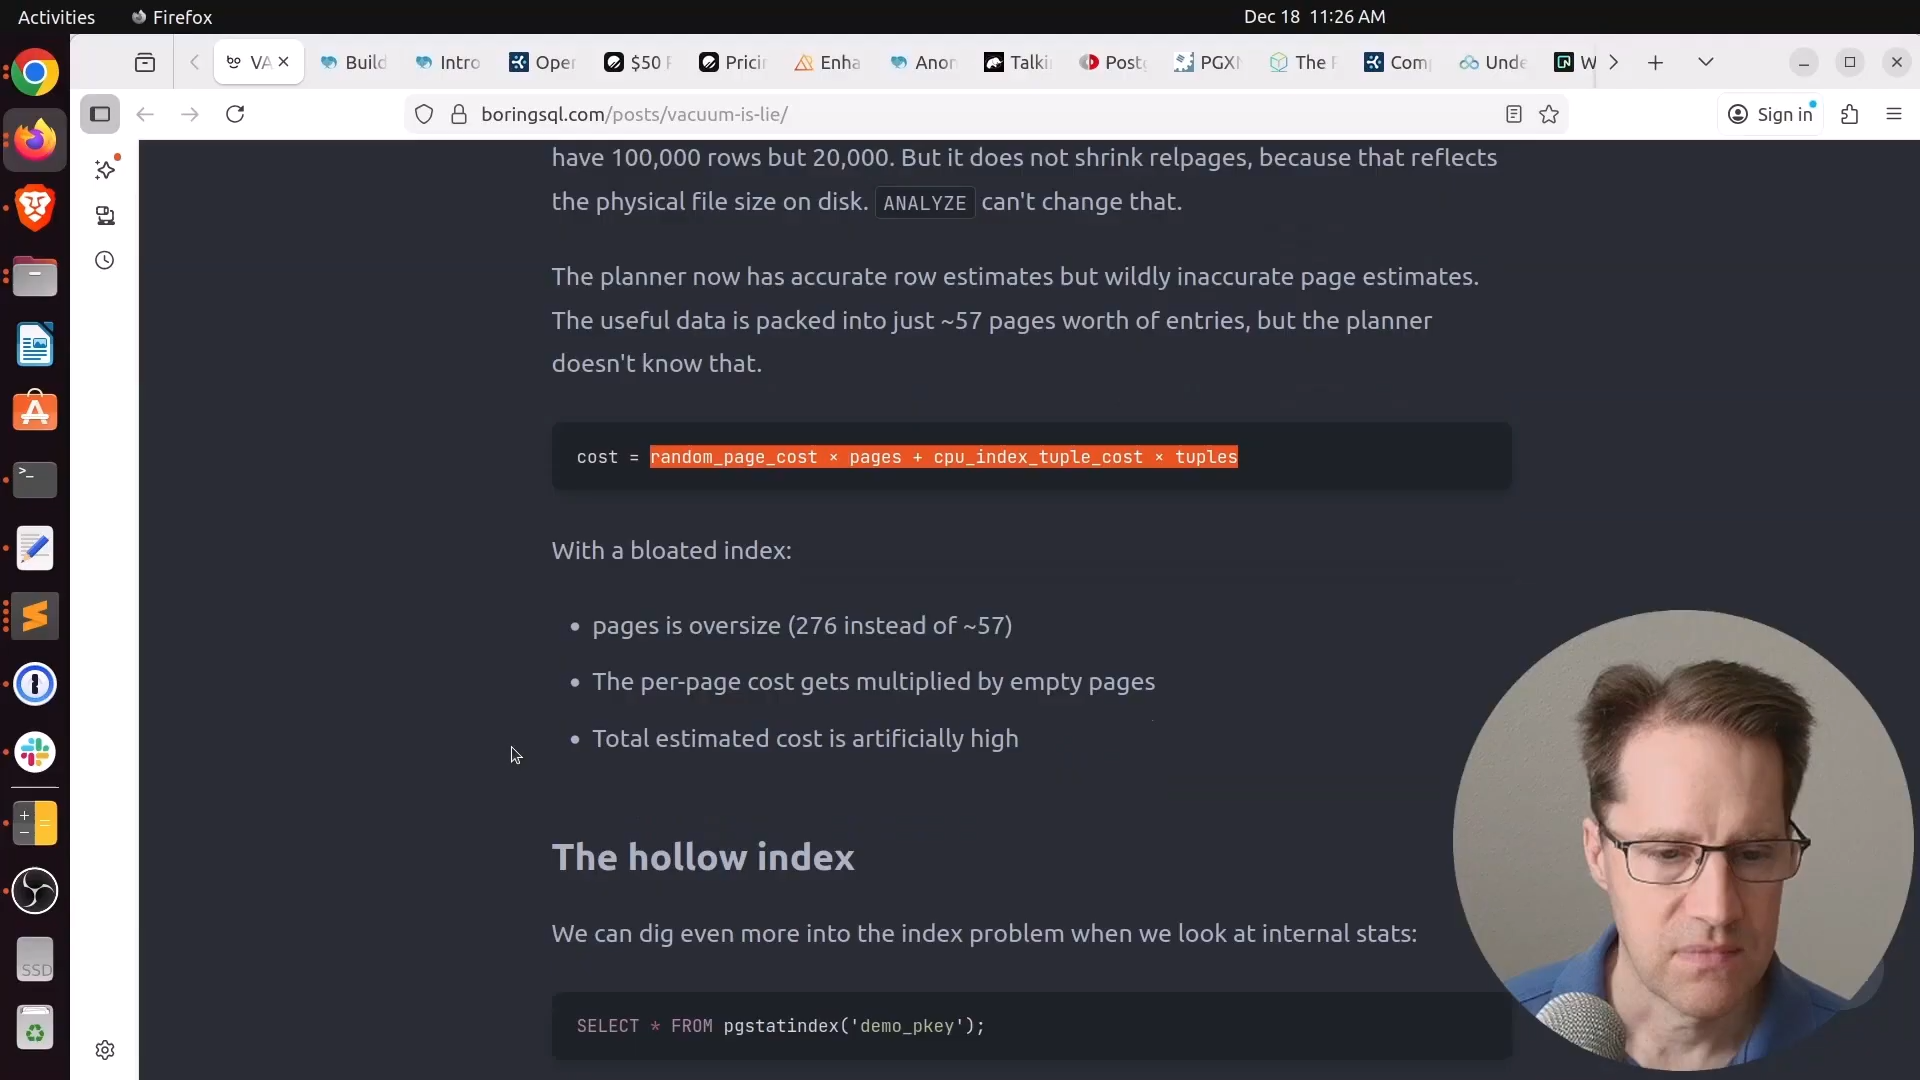 Activities
Firefox
Dec 18 11:26 AM
VA
Build
Intro
Oper
$50
Prici
Enha
Anor
Talki
Post
PGX
The
Com
Unde
W
boringsql.com/posts/vacuum-is-lie/
Sign in
have 100,000 rows but 20,000. But it does not shrink relpages, because that reflects
the physical file size on disk. ANALYZE can't change that.
The planner now has accurate row estimates but wildly inaccurate page estimates.
The useful data is packed into just ~57 pages worth of entries, but the planner
doesn't know that.
cost = random_page_cost × pages + cpu_index_tuple_cost × tuples
With a bloated index:
• pages is oversize (276 instead of ~57)
• The per-page cost gets multiplied by empty pages
• Total estimated cost is artificially high
The hollow index
We can dig even more into the index problem when we look at internal stats:
SELECT * FROM pgstatindex('demo_pkey');
SSD